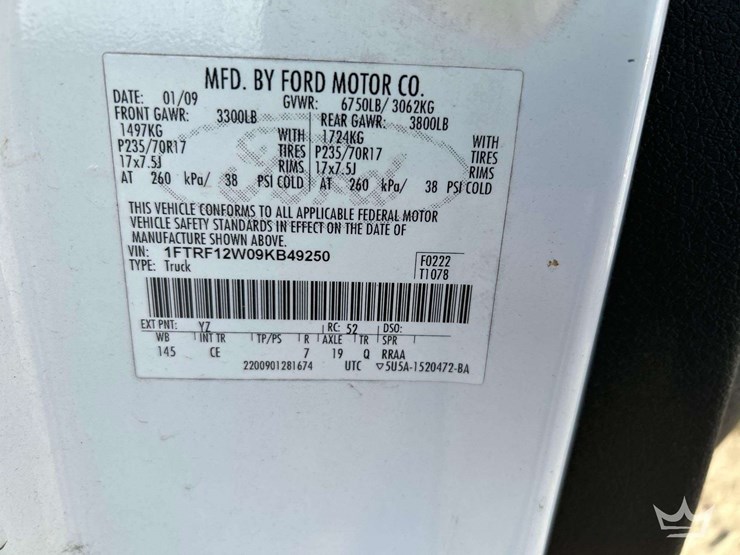 MFD. BY FORD MOTOR CO.
DATE: 01/09 GVWR: 6750LB/ 3062KG
FRONT GAWR: 3300LB REAR GAWR: 3800LB
1497KG WITH 1724KG WITH
P235/70R17 TIRES P235/70R17 TIRES
17x7.5J RIMS 17x7.5J RIMS
AT 260 kPa/ 38 PSI COLD AT 260 kPa/ 38 PSI COLD
Ford
THIS VEHICLE CONFORMS TO ALL APPLICABLE FEDERAL MOTOR
VEHICLE SAFETY STANDARDS IN EFFECT ON THE DATE OF
MANUFACTURE SHOWN ABOVE.
VIN: 1FTRF12W09KB49250 F0222
TYPE: Truck T1078
EXT PNT: YZ RC: 52 DSO:
WB INT TR TP/PS R AXLE TR SPR
145 CE 7 19 Q RRAA
2200901281674 UTC ▽5U5A-1520472-BA